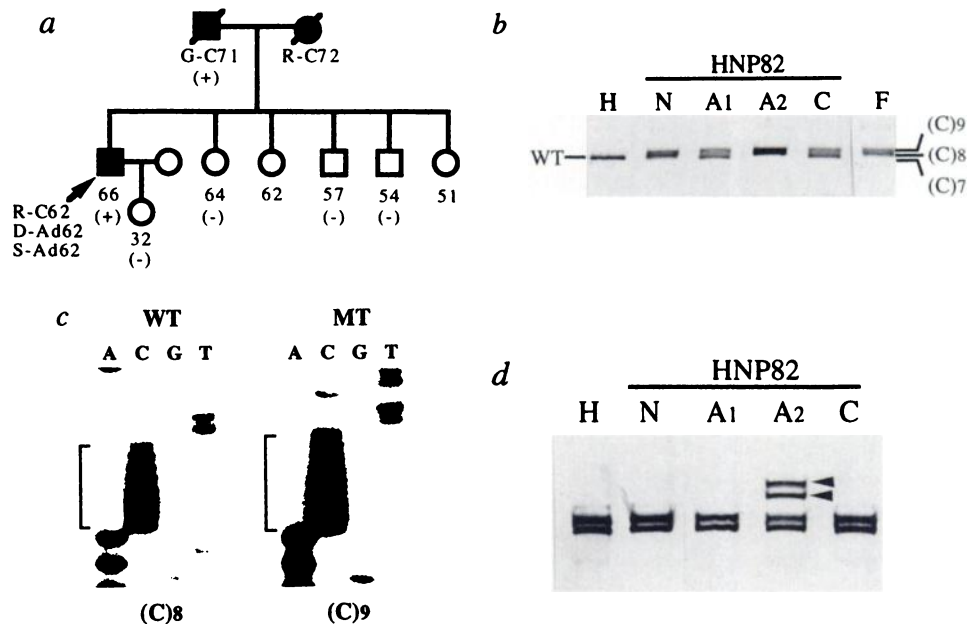 a
G-C71 R-C72
(+)
66 64 62 57 54 51
(+) (-) (-) (-)
R-C62
D-Ad62
S-Ad62
32
(-)
b
HNP82
H N A1 A2 C F
WT
(C)9
(C)8
(C)7
c
WT MT
A C G T A C G T
(C)8 (C)9
d
HNP82
H N A1 A2 C